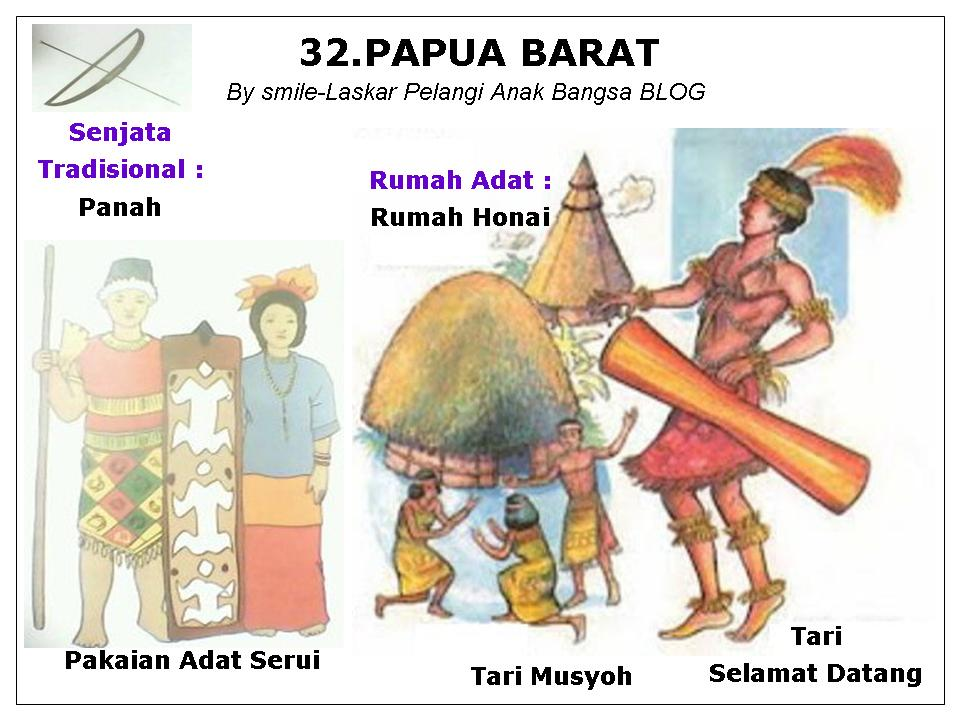 32.PAPUA BARAT
By smile-Laskar Pelangi Anak Bangsa BLOG
Senjata
Tradisional :
Panah
Rumah Adat :
Rumah Honai
Pakaian Adat Serui
Tari Musyoh
Tari
Selamat Datang